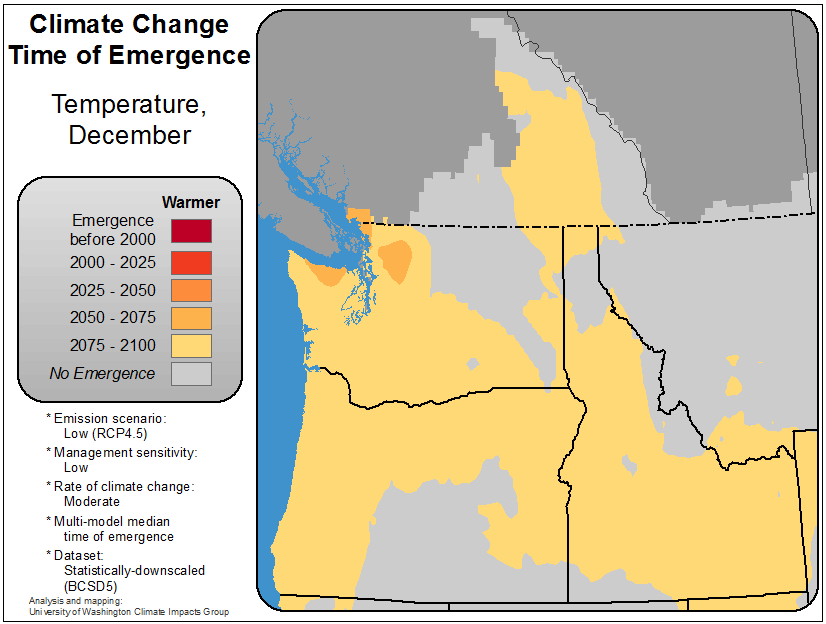 Climate Change
Time of Emergence
Temperature,
December
Warmer
Emergence
before 2000
2000 - 2025
2025 - 2050
2050 - 2075
2075 - 2100
No Emergence
* Emission scenario:
Low (RCP4.5)
* Management sensitivity:
Low
* Rate of climate change:
Moderate
* Multi-model median
time of emergence
* Dataset:
Statistically-downscaled
(BCSD5)
Analysis and mapping:
University of Washington Climate Impacts Group